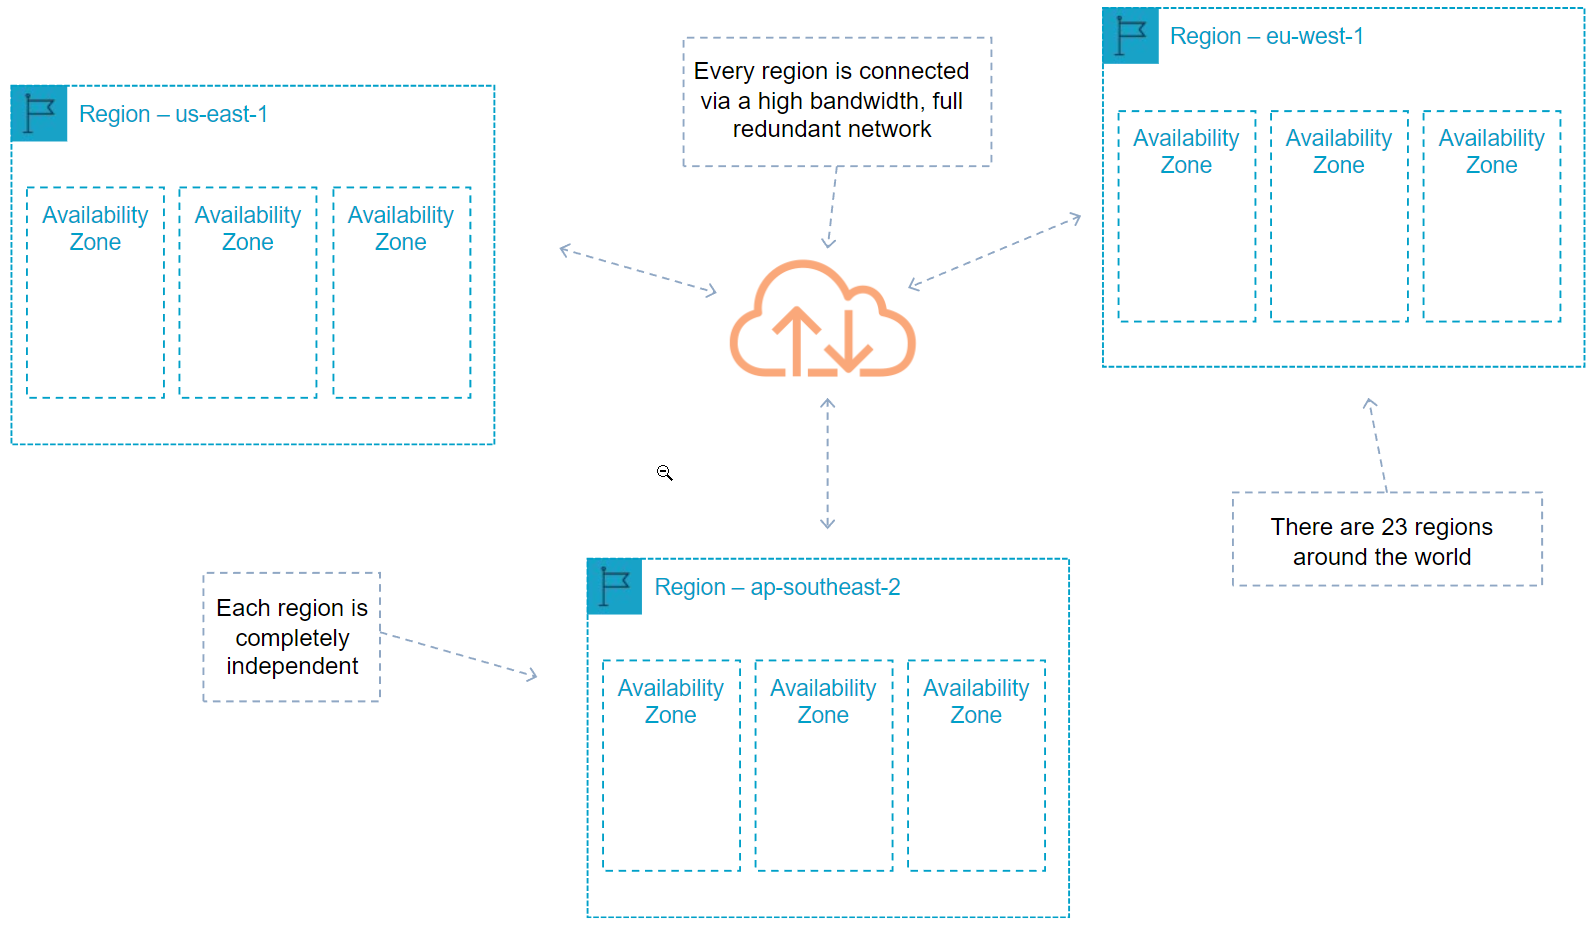 Region – us-east-1
Availability
Zone
Availability
Zone
Availability
Zone
Every region is connected
via a high bandwidth, full
redundant network
Region – eu-west-1
Availability
Zone
Availability
Zone
Availability
Zone
There are 23 regions
around the world
Each region is
completely
independent
Region – ap-southeast-2
Availability
Zone
Availability
Zone
Availability
Zone